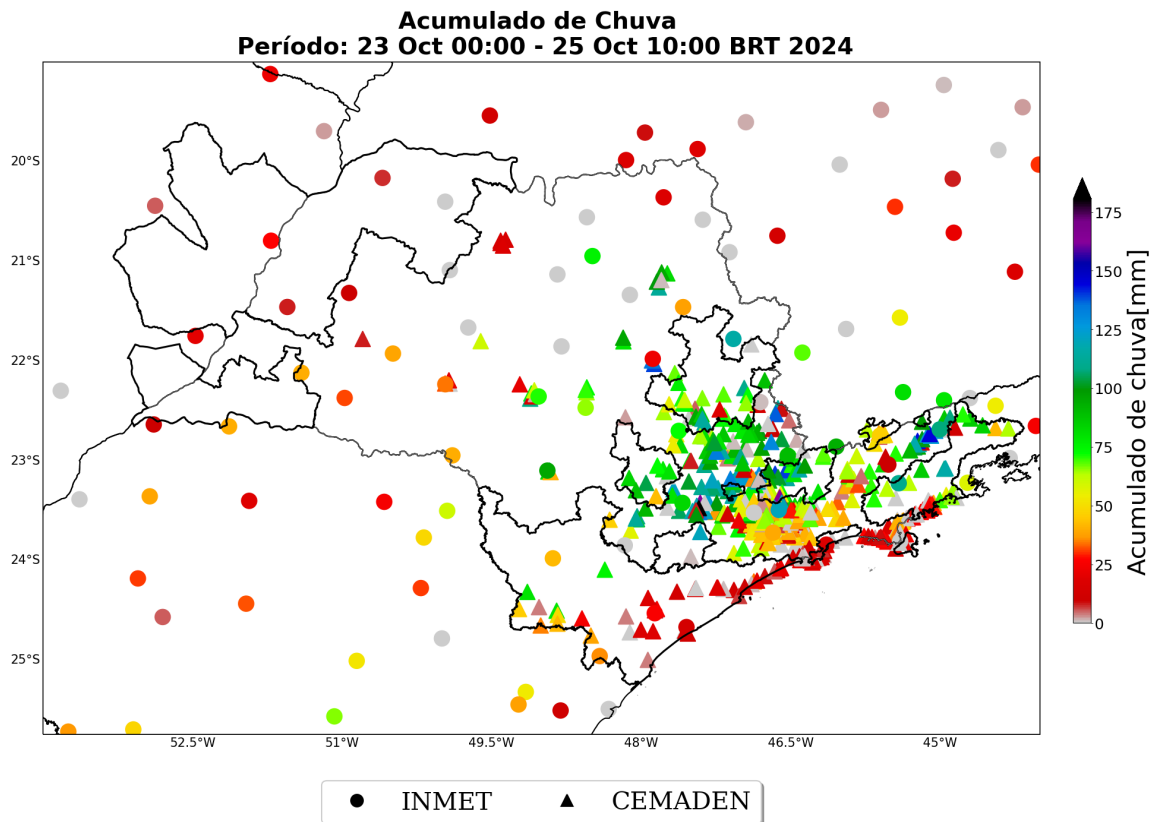 Acumulado de Chuva
Período: 23 Oct 00:00 - 25 Oct 10:00 BRT 2024
20°S
21°S
22°S
23°S
24°S
25°S
52.5°W 51°W 49.5°W 48°W 46.5°W 45°W
175
150
125
100
75
50
25
0
Acumulado de chuva[mm]
INMET CEMADEN